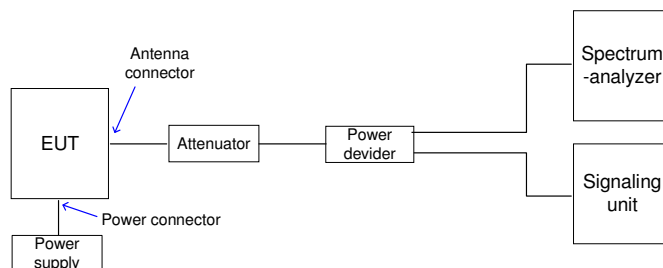 Antenna
connector
Spectrum
-analyzer
EUT
Attenuator
Power
devider
Signaling
unit
Power connector
Power
supply